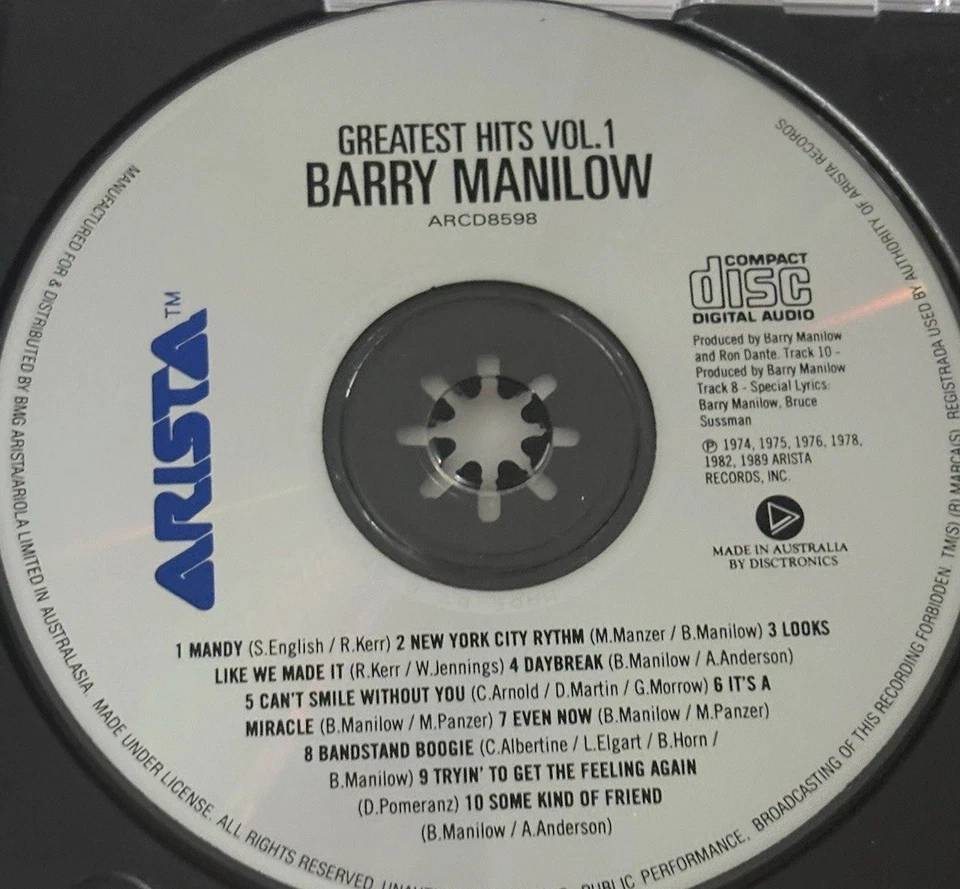 GREATEST HITS VOL.1
BARRY MANILOW
ARCD8598
ARISTA™
COMPACT
disc
DIGITAL AUDIO
Produced by Barry Manilow
and Ron Dante. Track 10 -
Produced by Barry Manilow
Track 8 - Special Lyrics:
Barry Manilow, Bruce
Sussman
Ⓟ 1974, 1975, 1976, 1978,
1982, 1989 ARISTA
RECORDS, INC.
MADE IN AUSTRALIA
BY DISCTRONICS
1 MANDY (S.English / R.Kerr) 2 NEW YORK CITY RYTHM (M.Manzer / B.Manilow) 3 LOOKS
LIKE WE MADE IT (R.Kerr / W.Jennings) 4 DAYBREAK (B.Manilow / A.Anderson)
5 CAN'T SMILE WITHOUT YOU (C.Arnold / D.Martin / G.Morrow) 6 IT'S A
MIRACLE (B.Manilow / M.Panzer) 7 EVEN NOW (B.Manilow / M.Panzer)
8 BANDSTAND BOOGIE (C.Albertine / L.Elgart / B.Horn /
B.Manilow) 9 TRYIN' TO GET THE FEELING AGAIN
(D.Pomeranz) 10 SOME KIND OF FRIEND
(B.Manilow / A.Anderson)
MANUFACTURED FOR & DISTRIBUTED BY BMG ARISTA/ARIOLA LIMITED IN AUSTRALASIA. MADE UNDER LICENSE. ALL RIGHTS RESERVED. PUBLIC PERFORMANCE, BROADCASTING OF THIS RECORDING FORBIDDEN. TM(S) (R) MARCA(S) REGISTRADA USED BY AUTHORITY OF ARISTA RECORDS